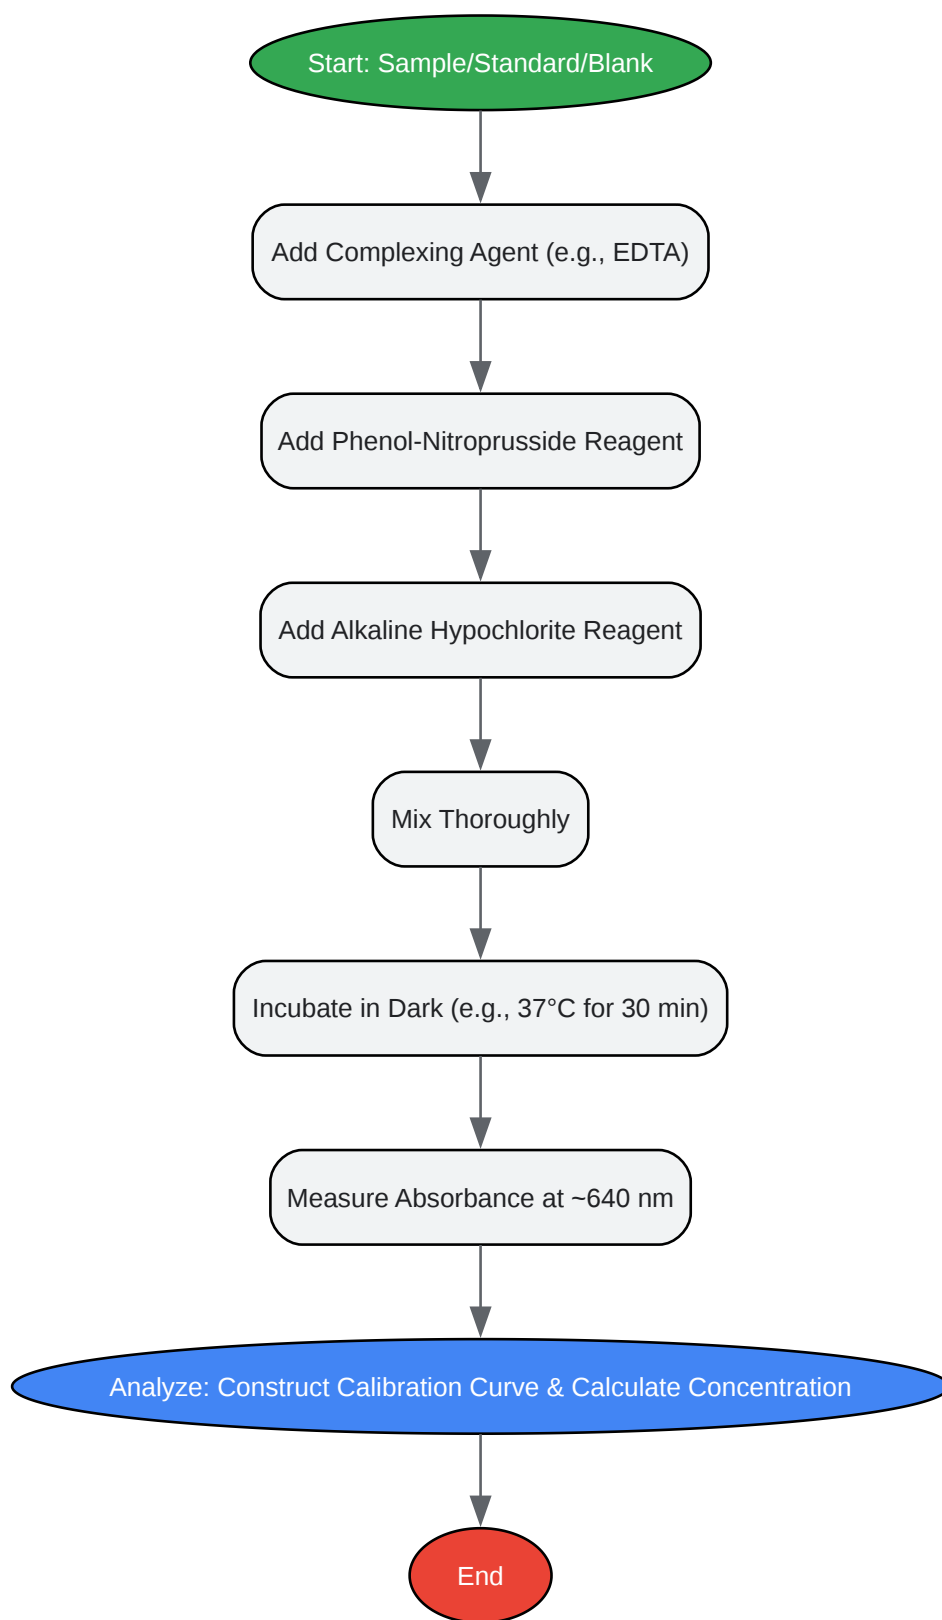 Start: Sample/Standard/Blank
Add Complexing Agent (e.g., EDTA)
Add Phenol-Nitroprusside Reagent
Add Alkaline Hypochlorite Reagent
Mix Thoroughly
Incubate in Dark (e.g., 37°C for 30 min)
Measure Absorbance at ~640 nm
Analyze: Construct Calibration Curve & Calculate Concentration
End